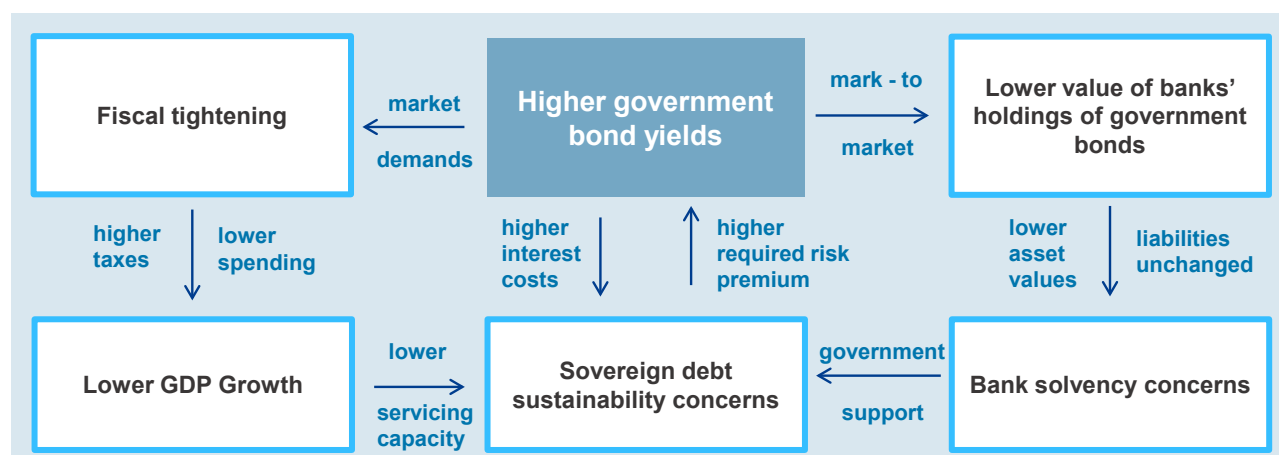 Fiscal tightening
market
demands
Higher government
bond yields
mark - to
market
Lower value of banks’
holdings of government
bonds
higher
taxes
lower
spending
higher
interest
costs
higher
required risk
premium
lower
asset
values
liabilities
unchanged
Lower GDP Growth
lower
servicing
capacity
Sovereign debt
sustainability concerns
government
support
Bank solvency concerns